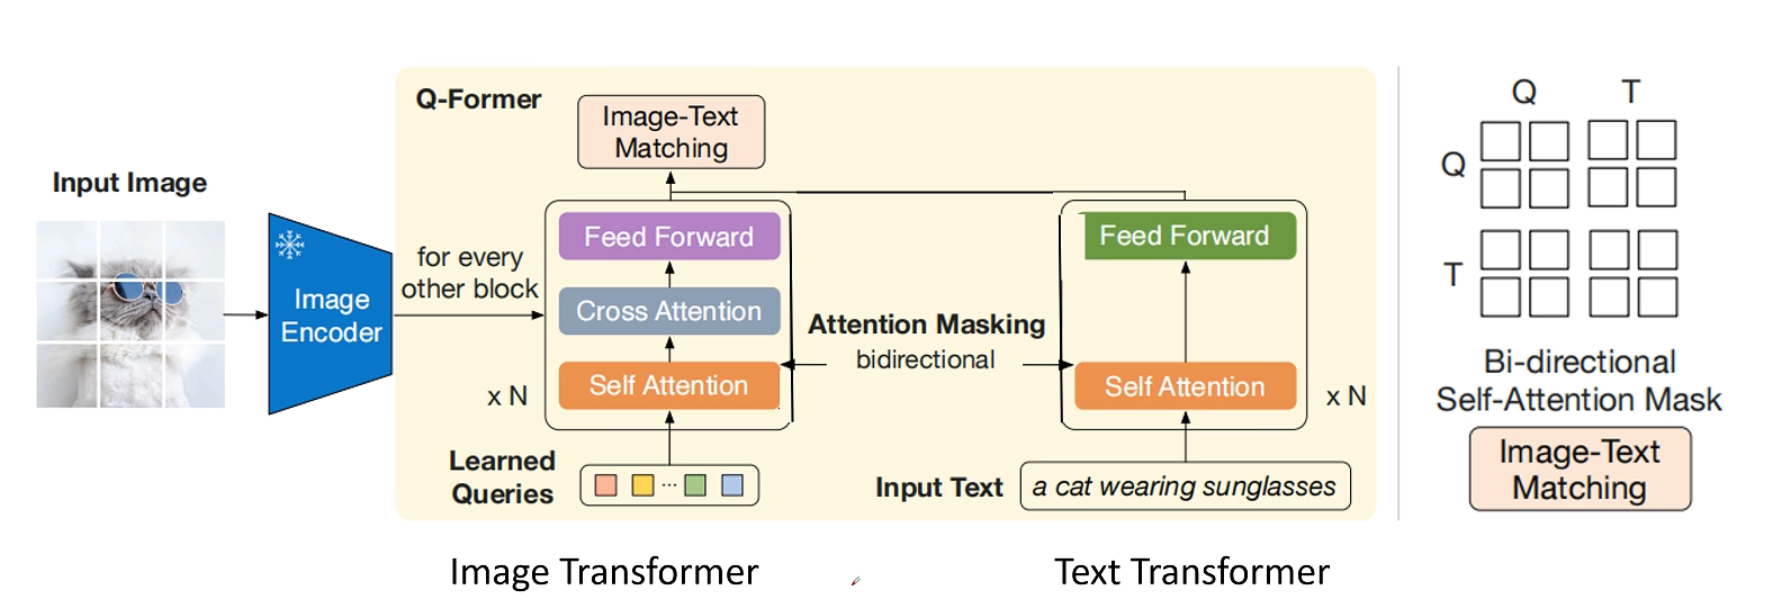 Q-Former
Image-Text
Matching
Input Image
Image
Encoder
for every
other block
Feed Forward
Cross Attention
Self Attention
x N
Attention Masking
bidirectional
Feed Forward
Self Attention
x N
Learned
Queries
...
Input Text
a cat wearing sunglasses
Image Transformer
Text Transformer
Q T
Q
T
Bi-directional
Self-Attention Mask
Image-Text
Matching